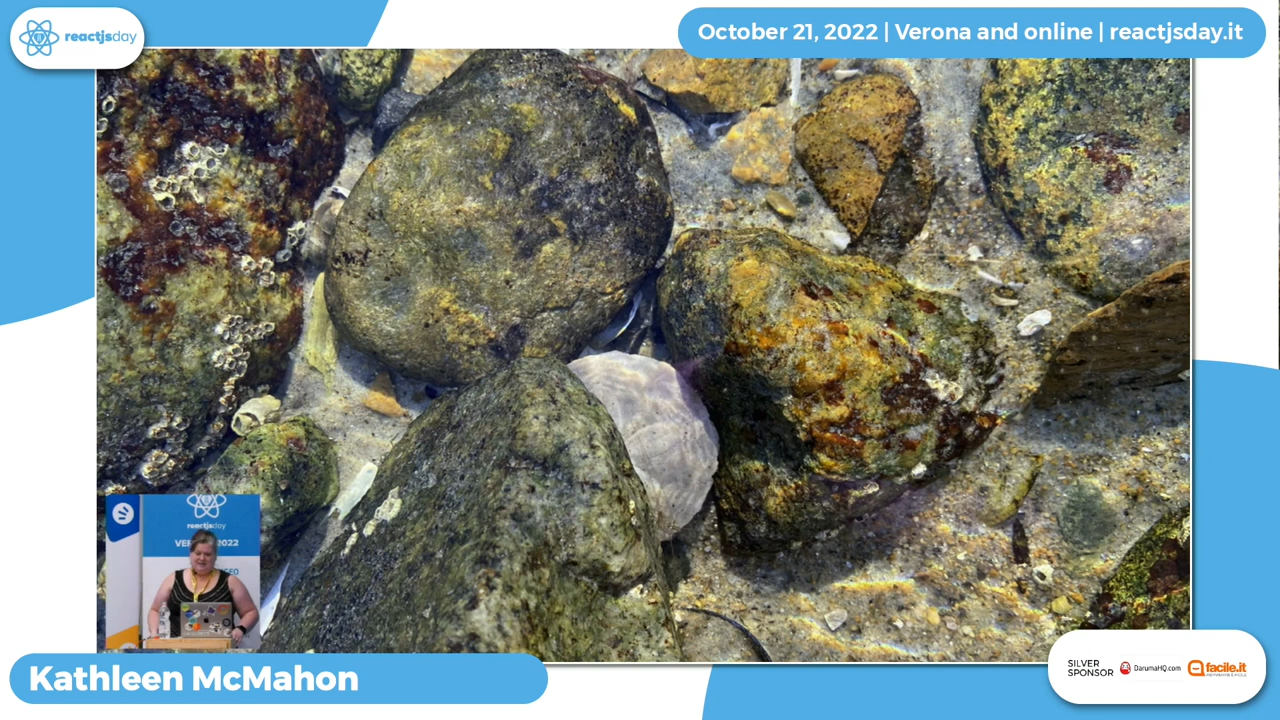 reactjsday
October 21, 2022 | Verona and online | reactjsday.it
reactjsday
2022
Kathleen McMahon
SILVER
SPONSOR
DarumaHQ.com
facile.it